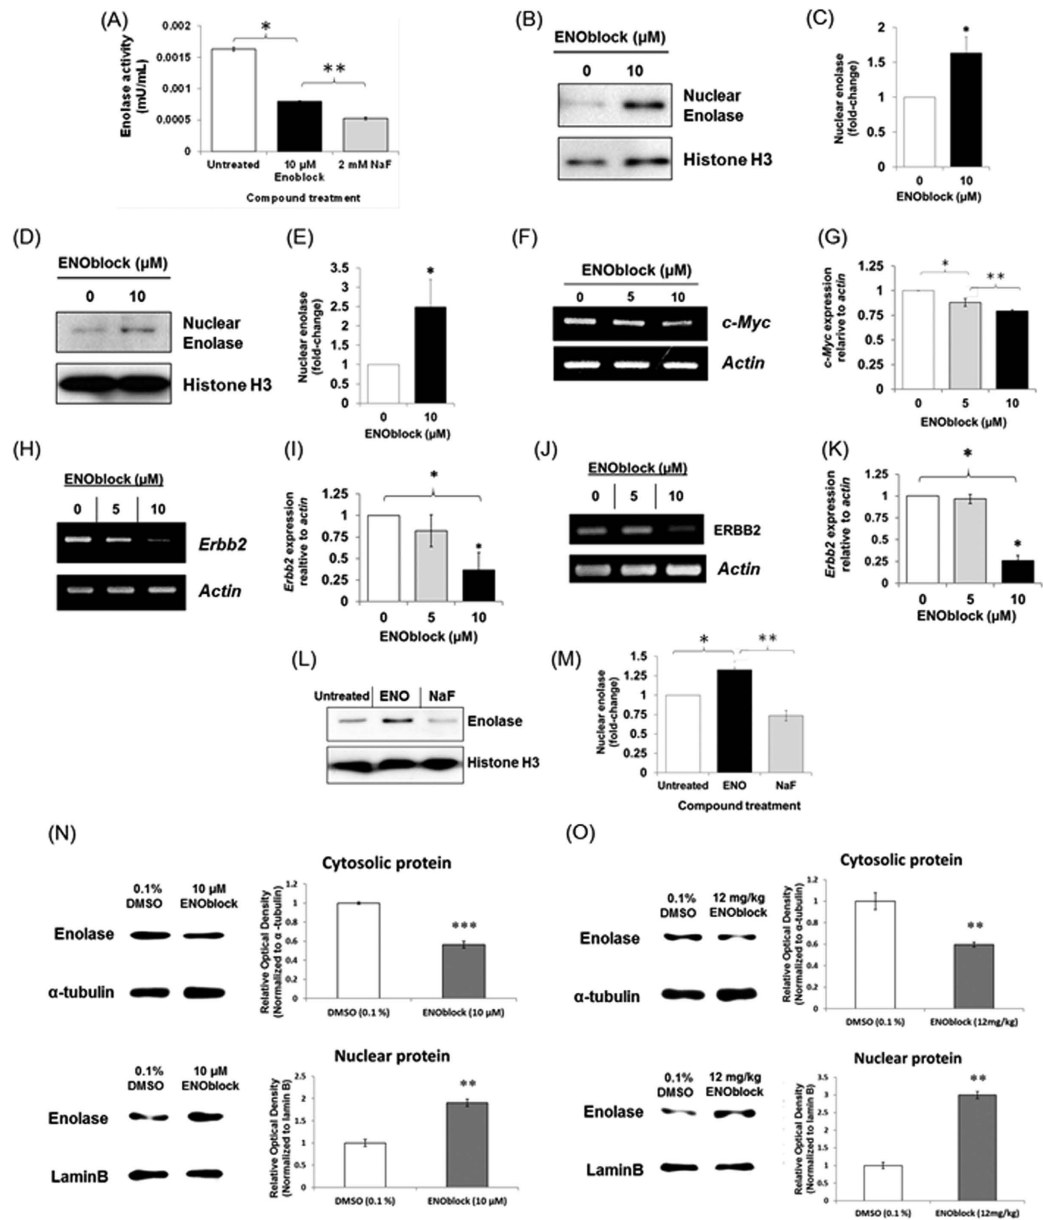 (A)
Enolase activity
(mU/mL)
0.002
0.0015
0.001
0.0005
0
*
**
Untreated
10 µM
Enoblock
2 mM NaF
Compound treatment
(B)
ENOblock (µM)
0 10
Nuclear
Enolase
Histone H3
(C)
Nuclear enolase
(fold-change)
2
1.5
1
0.5
0
*
0 10
ENOblock (µM)
(D)
ENOblock (µM)
0 10
Nuclear
Enolase
Histone H3
(E)
Nuclear enolase
(fold-change)
3.5
3
2.5
2
1.5
1
0.5
0
*
0 10
ENOblock (µM)
(F)
ENOblock (µM)
0 5 10
c-Myc
Actin
(G)
c-Myc expression
relarive to actin
1.25
1
0.75
0.5
0.25
0
*
**
0 5 10
ENOblock (µM)
(H)
ENOblock (µM)
0 5 10
Erbb2
Actin
(I)
Erbb2 expression
realtive to actin
1.25
1
0.75
0.5
0.25
0
*
*
0 5 10
ENOblock (µM)
(J)
ENOblock (µM)
0 5 10
ERBB2
Actin
(K)
Erbb2 expression
relative to actin
1.25
1
0.75
0.5
0.25
0
*
*
0 5 10
ENOblock (µM)
(L)
Untreated ENO NaF
Enolase
Histone H3
(M)
Nuclear enolase
(fold-change)
1.5
1.25
1
0.75
0.5
0.25
0
*
**
Untreated ENO NaF
Compound treatment
(N)
0.1%
DMSO
10 µM
ENOblock
Enolase
α-tubulin
Cytosolic protein
Relative Optical Density
(Normalized to α -tubulin)
1.2
1
0.8
0.6
0.4
0.2
0
***
DMSO (0.1 %) ENOblock (10 µM)
0.1%
DMSO
10 µM
ENOblock
Enolase
LaminB
Nuclear protein
Relative Optical Density
(Normalized to lamin B)
2.5
2
1.5
1
0.5
0
**
DMSO (0.1 %) ENOblock (10 µM)
(O)
0.1%
DMSO
12 mg/kg
ENOblock
Enolase
α-tubulin
Cytosolic protein
Relative Optical Density
(Normalized to α-tubulin)
1.2
1
0.8
0.6
0.4
0.2
0
**
DMSO (0.1 %) ENOblock (12mg/kg)
0.1%
DMSO
12 mg/kg
ENOblock
Enolase
LaminB
Nuclear protein
Relative Optical Density
(Normalized to lamin B)
3.5
3
2.5
2
1.5
1
0.5
0
**
DMSO (0.1 %) ENOblock (12mg/kg)